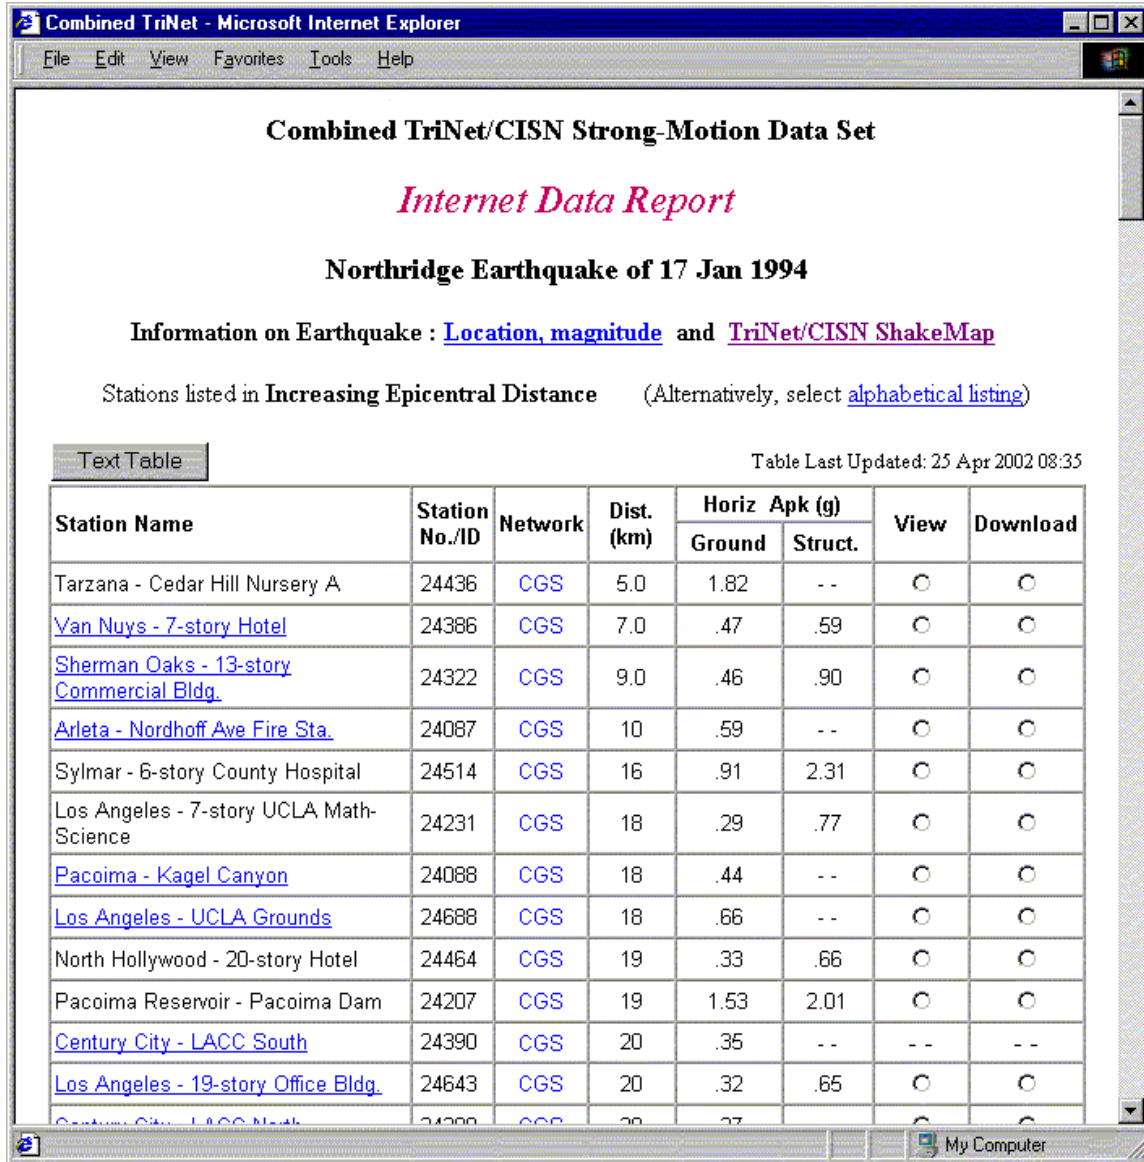 Combined TriNet - Microsoft Internet Explorer
File Edit View Favorites Tools Help
Combined TriNet/CISN Strong-Motion Data Set
Internet Data Report
Northridge Earthquake of 17 Jan 1994
Information on Earthquake : Location, magnitude and TriNet/CISN ShakeMap
Stations listed in Increasing Epicentral Distance (Alternatively, select alphabetical listing)
Text Table Table Last Updated: 25 Apr 2002 08:35
Station Name Station No./ID Network Dist. (km) Horiz Apk (g) View Download
Ground Struct.
Tarzana - Cedar Hill Nursery A 24436 CGS 5.0 1.82 - -
Van Nuys - 7-story Hotel 24386 CGS 7.0 .47 .59
Sherman Oaks - 13-story
Commercial Bldg. 24322 CGS 9.0 .46 .90
Arleta - Nordhoff Ave Fire Sta. 24087 CGS 10 .59 - -
Sylmar - 6-story County Hospital 24514 CGS 16 .91 2.31
Los Angeles - 7-story UCLA Math-
Science 24231 CGS 18 .29 .77
Pacoima - Kagel Canyon 24088 CGS 18 .44 - -
Los Angeles - UCLA Grounds 24688 CGS 18 .66 - -
North Hollywood - 20-story Hotel 24464 CGS 19 .33 .66
Pacoima Reservoir - Pacoima Dam 24207 CGS 19 1.53 2.01
Century City - LACC South 24390 CGS 20 .35 - - - - - -
Los Angeles - 19-story Office Bldg. 24643 CGS 20 .32 .65
Century City - LACC North
My Computer